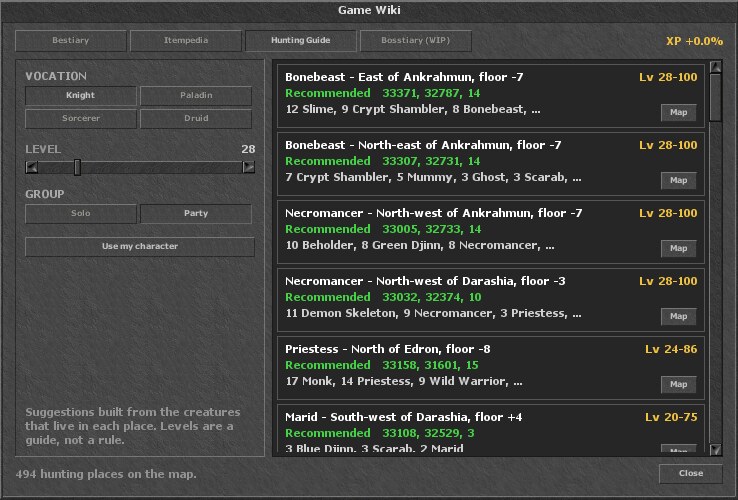 Game Wiki
Bestiary
Itempedia
Hunting Guide
Bosstiary (WIP)
XP +0.0%
VOCATION
Knight
Paladin
Sorcerer
Druid
LEVEL 28
GROUP
Solo
Party
Use my character
Suggestions built from the creatures
that live in each place. Levels are a
guide, not a rule.
Bonebeast - East of Ankrahmun, floor -7 Lv 28-100
Recommended 33371, 32787, 14
12 Slime, 9 Crypt Shambler, 8 Bonebeast, ... Map
Bonebeast - North-east of Ankrahmun, floor -7 Lv 28-100
Recommended 33307, 32731, 14
7 Crypt Shambler, 5 Mummy, 3 Ghost, 3 Scarab, ... Map
Necromancer - North-west of Ankrahmun, floor -7 Lv 28-100
Recommended 33005, 32733, 14
10 Beholder, 8 Green Djinn, 8 Necromancer, ... Map
Necromancer - North-west of Darashia, floor -3 Lv 28-100
Recommended 33032, 32374, 10
11 Demon Skeleton, 9 Necromancer, 3 Priestess, ... Map
Priestess - North of Edron, floor -8 Lv 24-86
Recommended 33158, 31601, 15
17 Monk, 14 Priestess, 9 Wild Warrior, ... Map
Marid - South-west of Darashia, floor +4 Lv 20-75
Recommended 33108, 32529, 3
3 Blue Djinn, 3 Scarab, 2 Marid Map
494 hunting places on the map.
Close